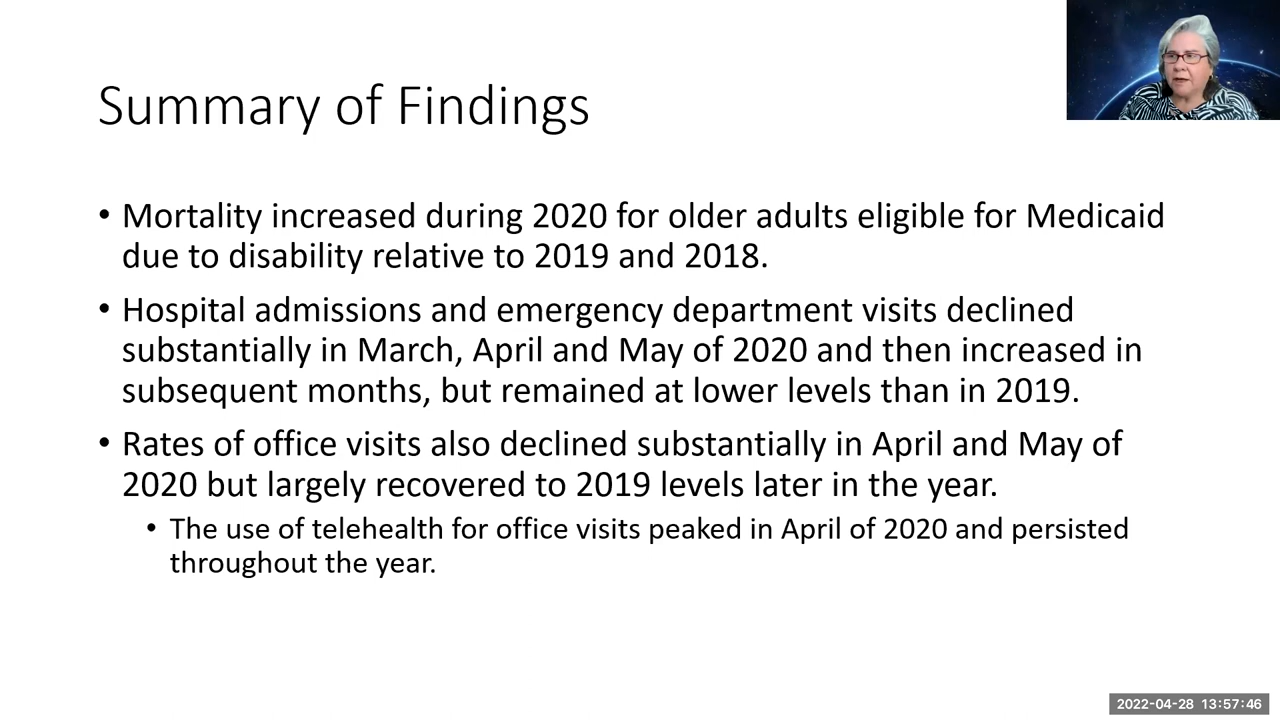 Summary of Findings
• Mortality increased during 2020 for older adults eligible for Medicaid
due to disability relative to 2019 and 2018.
• Hospital admissions and emergency department visits declined
substantially in March, April and May of 2020 and then increased in
subsequent months, but remained at lower levels than in 2019.
• Rates of office visits also declined substantially in April and May of
2020 but largely recovered to 2019 levels later in the year.
• The use of telehealth for office visits peaked in April of 2020 and persisted
throughout the year.
2022-04-28 13:57:46